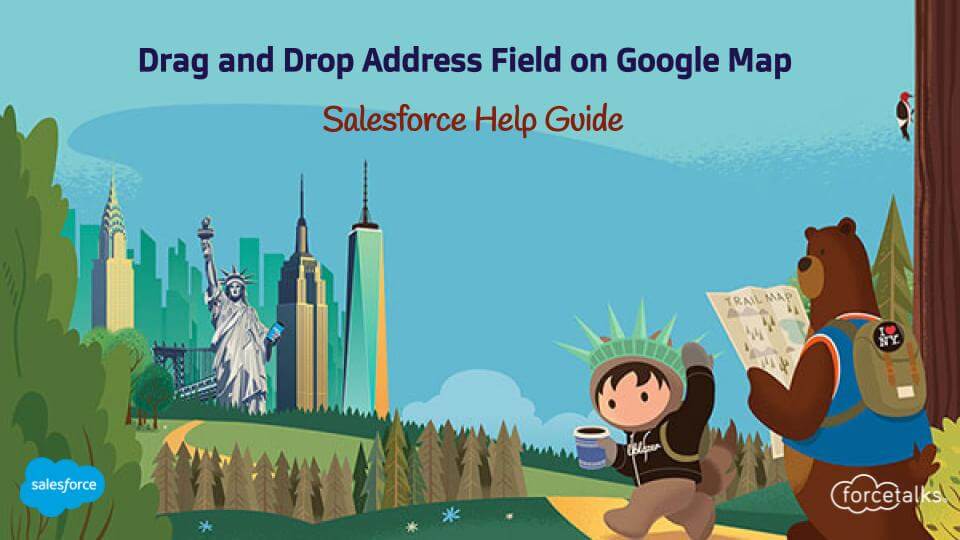 Drag and Drop Address Field on Google Map
Salesforce Help Guide
TRAIL MAP
I ♥
NY.
salesforce
forcetalks